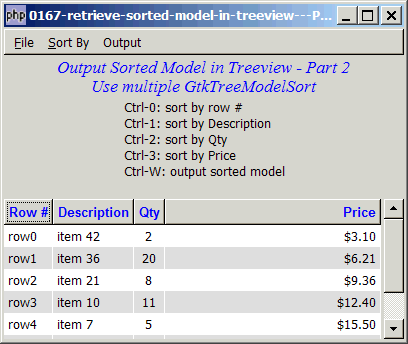 php 0167-retrieve-sorted-model-in-treeview---P...
File Sort By Output
Output Sorted Model in Treeview - Part 2
Use multiple GtkTreeModelSort
Ctrl-0: sort by row #
Ctrl-1: sort by Description
Ctrl-2: sort by Qty
Ctrl-3: sort by Price
Ctrl-W: output sorted model
Row # Description Qty Price
row0 item 42 2 $3.10
row1 item 36 20 $6.21
row2 item 21 8 $9.36
row3 item 10 11 $12.40
row4 item 7 5 $15.50